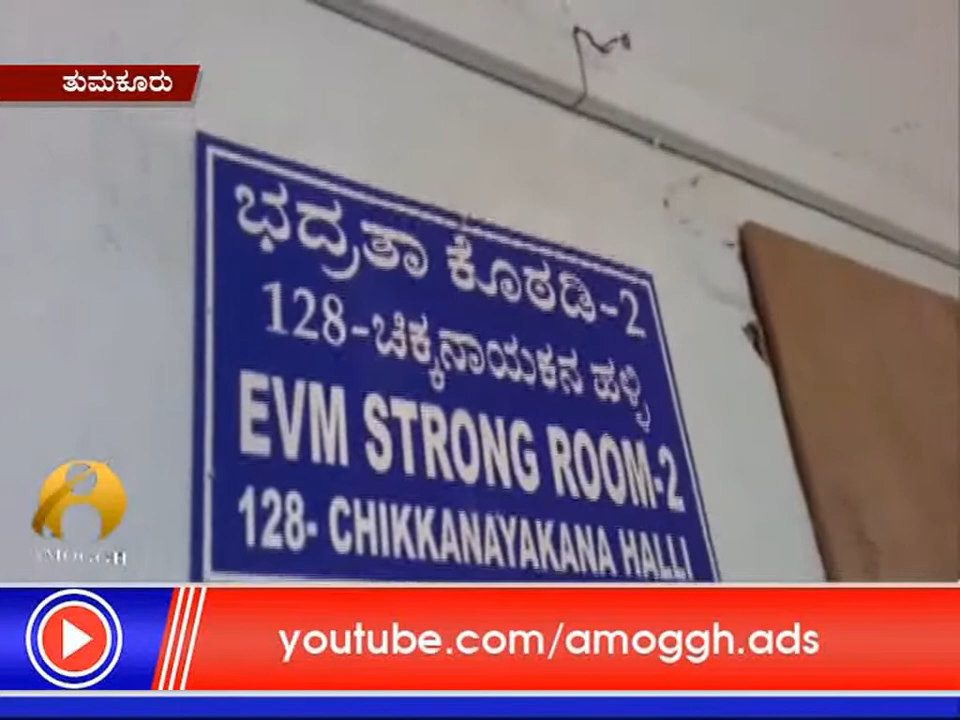 ತುಮಕೂರು
ಭದ್ರತಾ ಕೊಠಡಿ-2
128-ಚಿಕ್ಕನಾಯಕನ ಹಳ್ಳಿ
EVM STRONG ROOM-2
128- CHIKKANAYAKANA HALLI
AMOGGH
youtube.com/amoggh.ads